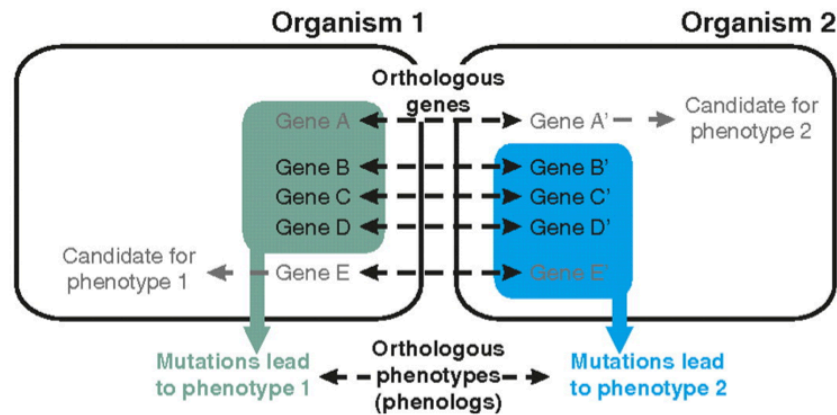 Organism 1
Organism 2
Orthologous
genes
Gene A
Gene A'
Candidate for
phenotype 2
Gene B
Gene B'
Gene C
Gene C'
Gene D
Gene D'
Candidate for
phenotype 1
Gene E
Gene E'
Mutations lead
to phenotype 1
Orthologous
phenotypes
(phenologs)
Mutations lead
to phenotype 2